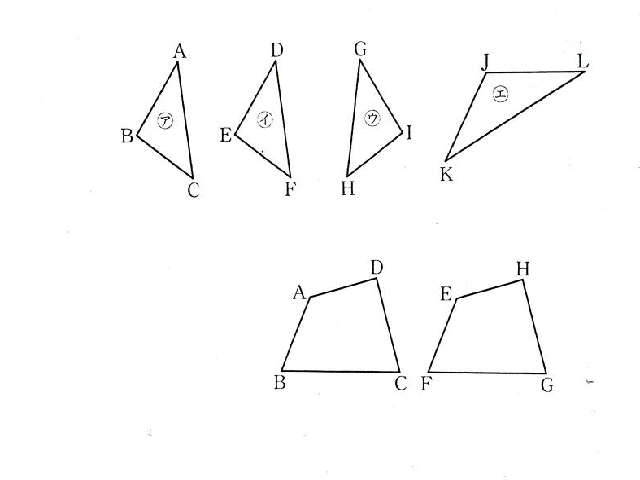 A D G J L
B ㋐ E ㋑ ㋒ I ㋓
C F H K
A D E H
B C F G